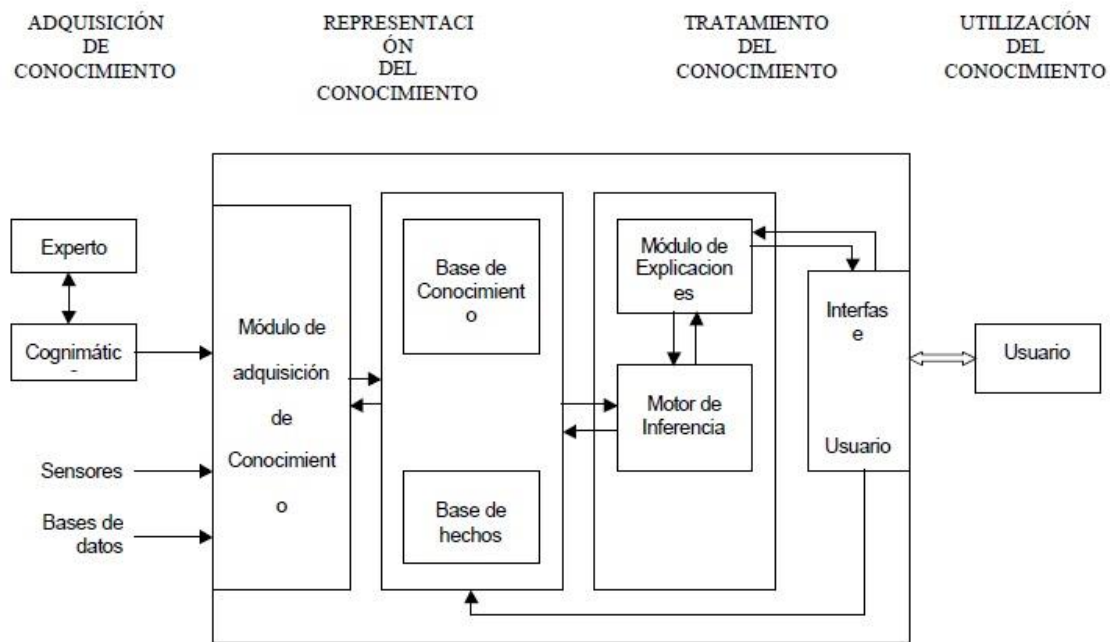 ADQUISICIÓN
DE
CONOCIMIENTO
REPRESENTACI
ÓN
DEL
CONOCIMIENTO
TRATAMIENTO
DEL
CONOCIMIENTO
UTILIZACIÓN
DEL
CONOCIMIENTO
Experto
Cognimátic
Sensores
Bases de
datos
Módulo de
adquisición
de
Conocimient
o
Base de
Conocimient
o
Base de
hechos
Módulo de
Explicacion
es
Motor de
Inferencia
Interfas
e
Usuario
Usuario